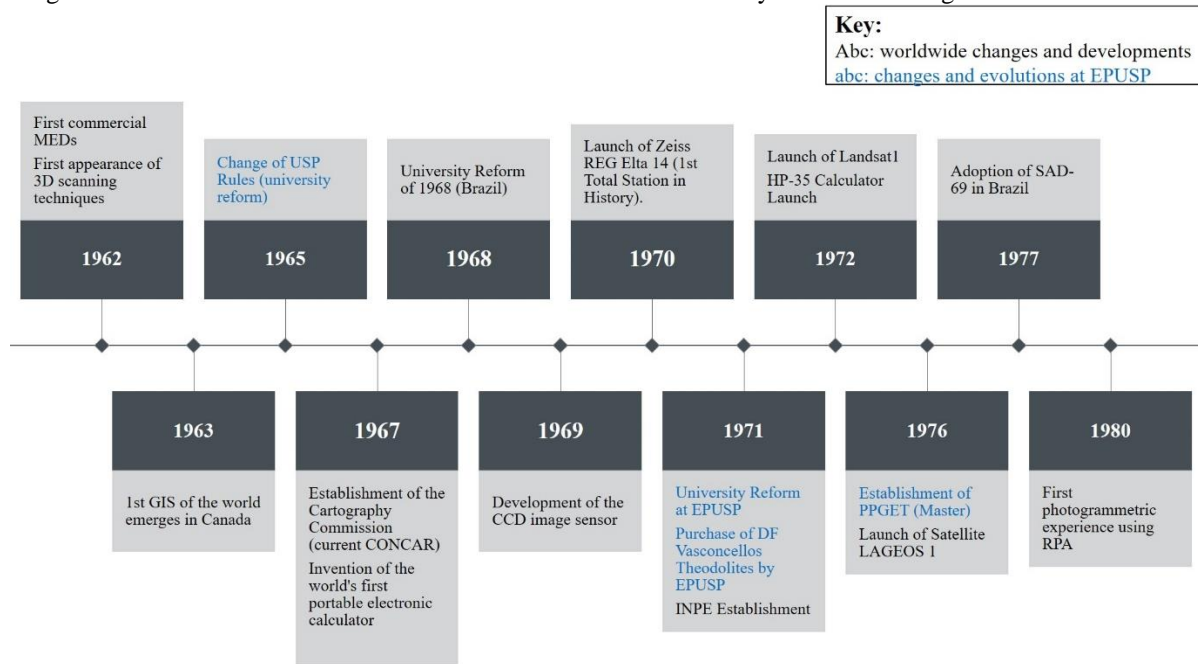 Key:
Abc: worldwide changes and developments
abc: changes and evolutions at EPUSP
First commercial
MEDs
First appearance of
3D scanning
techniques
1962
Change of USP
Rules (university
reform)
1965
University Reform
of 1968 (Brazil)
1968
Launch of Zeiss
REG Elta 14 (1st
Total Station in
History).
1970
Launch of Landsat1
HP-35 Calculator
Launch
1972
Adoption of SAD-
69 in Brazil
1977
1963
1st GIS of the world
emerges in Canada
1967
Establishment of the
Cartography
Commission
(current CONCAR)
Invention of the
world's first
portable electronic
calculator
1969
Development of the
CCD image sensor
1971
University Reform
at EPUSP
Purchase of DF
Vasconcellos
Theodolites by
EPUSP
INPE Establishment
1976
Establishment of
PPGET (Master)
Launch of Satellite
LAGEOS 1
1980
First
photogrammetric
experience using
RPA